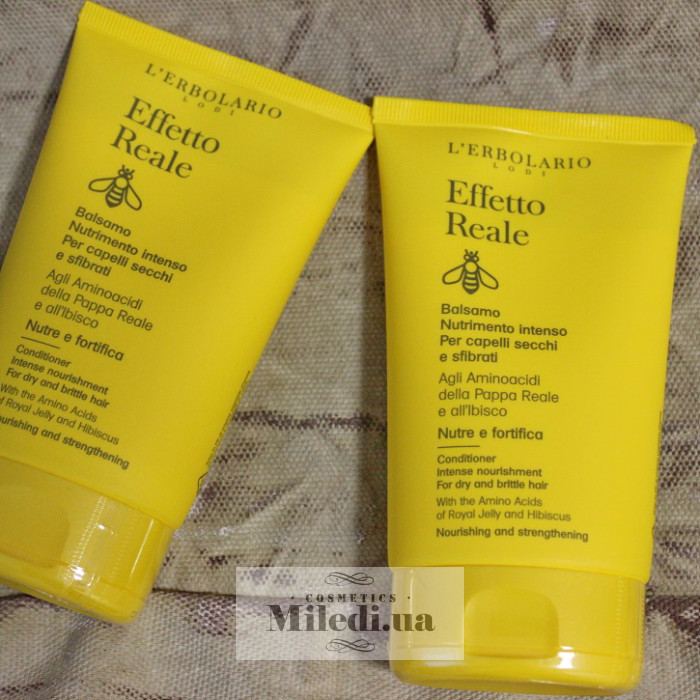 L'ERBOLARIO
LODI
Effetto
Reale
Balsamo
Nutrimento intenso
Per capelli secchi
e sfibrati
Agli Aminoacidi
della Pappa Reale
e all'Ibisco
Nutre e fortifica
Conditioner
Intense nourishment
For dry and brittle hair
With the Amino Acids
of Royal Jelly and Hibiscus
Nourishing and strengthening
L'ERBOLARIO
LODI
Effetto
Reale
Balsamo
Nutrimento intenso
Per capelli secchi
e sfibrati
Agli Aminoacidi
della Pappa Reale
e all'Ibisco
Nutre e fortifica
Conditioner
Intense nourishment
For dry and brittle hair
With the Amino Acids
of Royal Jelly and Hibiscus
Nourishing and strengthening
· COSMETICS ·
Miledi.ua